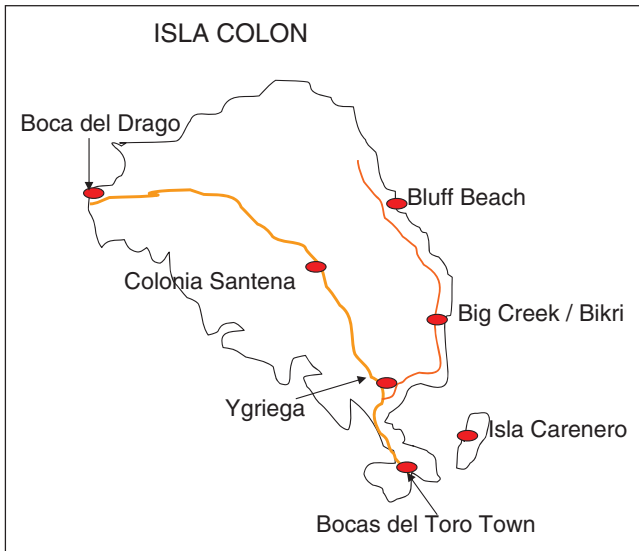 ISLA COLON
Boca del Drago
Bluff Beach
Colonia Santena
Big Creek / Bikri
Ygriega
Isla Carenero
Bocas del Toro Town